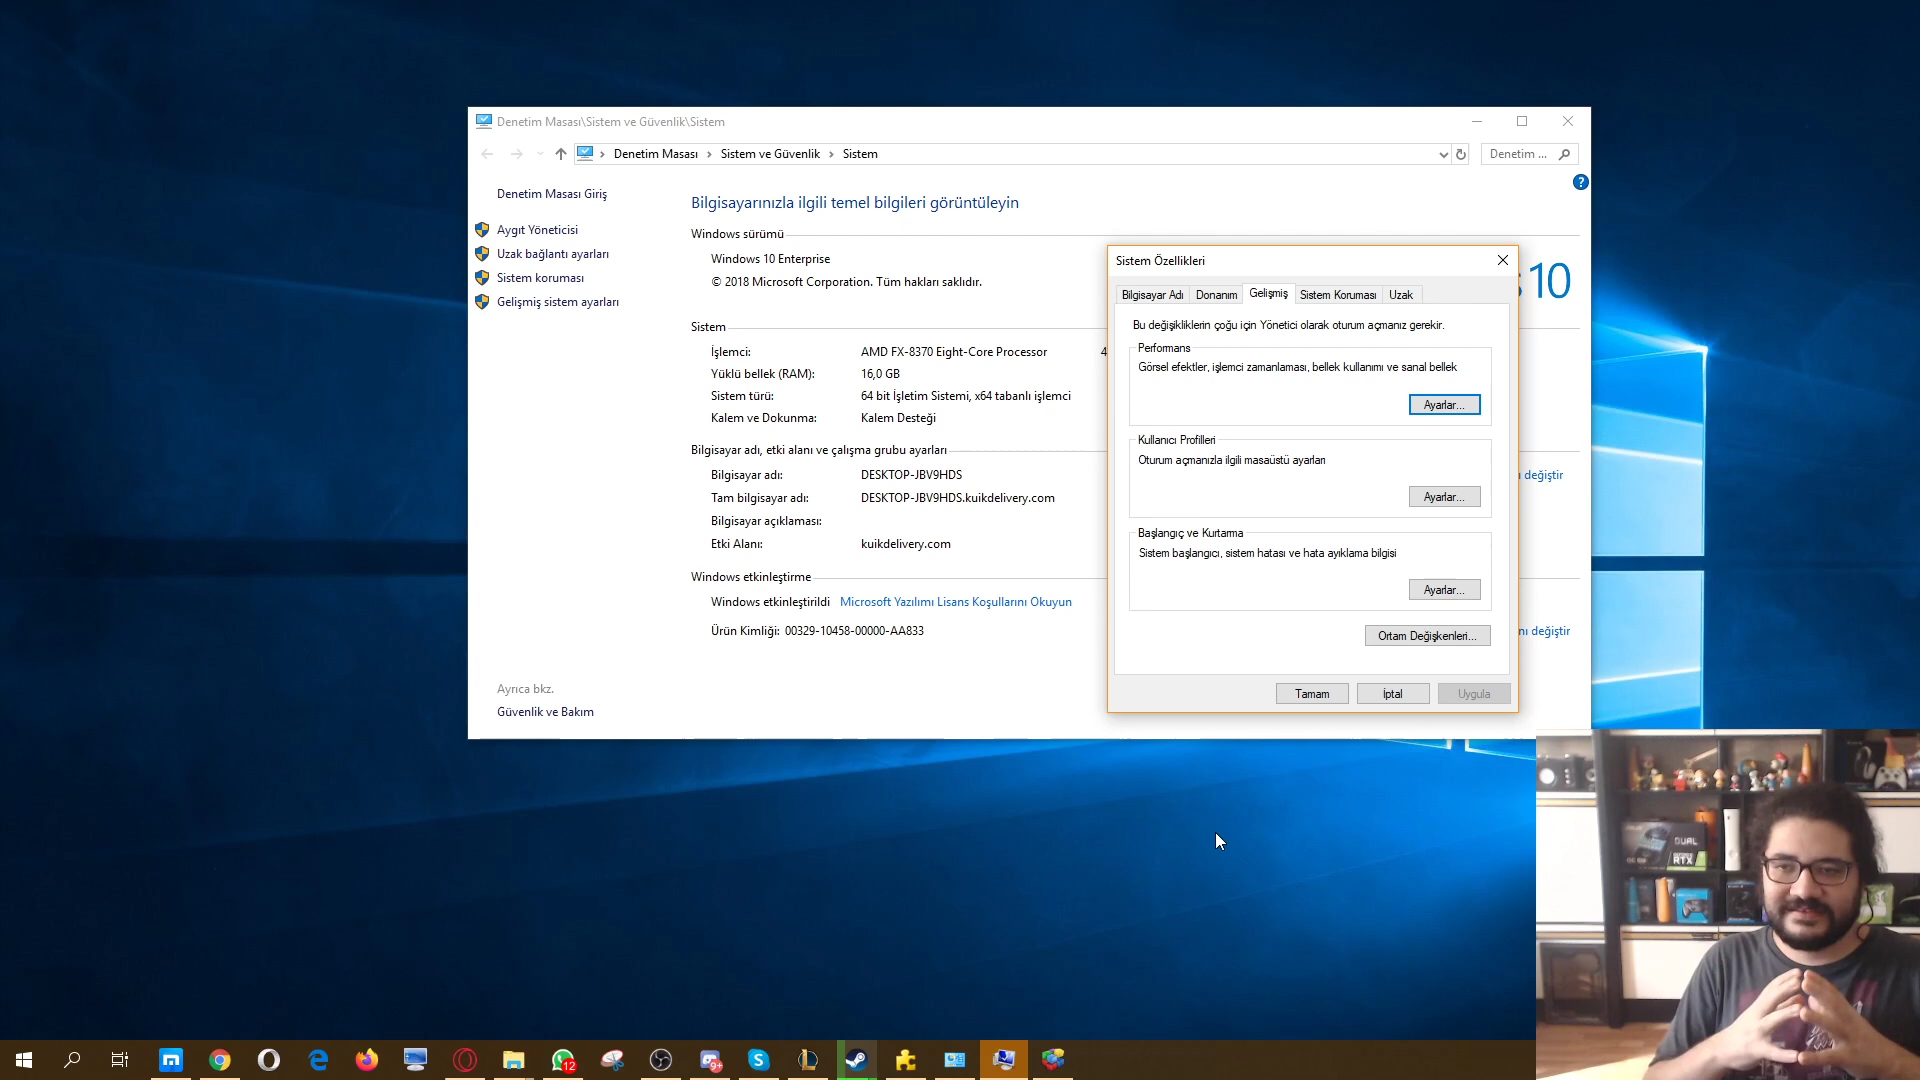 Denetim Masası\Sistem ve Güvenlik\Sistem
Denetim Masası › Sistem ve Güvenlik › Sistem
Denetim ...
Denetim Masası Giriş
Aygıt Yöneticisi
Uzak bağlantı ayarları
Sistem koruması
Gelişmiş sistem ayarları
Ayrıca bkz.
Güvenlik ve Bakım
Bilgisayarınızla ilgili temel bilgileri görüntüleyin
Windows sürümü
Windows 10 Enterprise
© 2018 Microsoft Corporation. Tüm hakları saklıdır.
10
Sistem
İşlemci: AMD FX-8370 Eight-Core Processor 4
Yüklü bellek (RAM): 16,0 GB
Sistem türü: 64 bit İşletim Sistemi, x64 tabanlı işlemci
Kalem ve Dokunma: Kalem Desteği
Bilgisayar adı, etki alanı ve çalışma grubu ayarları
Bilgisayar adı: DESKTOP-JBV9HDS
değiştir
Tam bilgisayar adı: DESKTOP-JBV9HDS.kuikdelivery.com
Bilgisayar açıklaması:
Etki Alanı: kuikdelivery.com
Windows etkinleştirme
Windows etkinleştirildi Microsoft Yazılımı Lisans Koşullarını Okuyun
Ürün Kimliği: 00329-10458-00000-AA833
nı değiştir
Sistem Özellikleri
Bilgisayar Adı Donanım Gelişmiş Sistem Koruması Uzak
Bu değişikliklerin çoğu için Yönetici olarak oturum açmanız gerekir.
Performans
Görsel efektler, işlemci zamanlaması, bellek kullanımı ve sanal bellek
Ayarlar...
Kullanıcı Profilleri
Oturum açmanızla ilgili masaüstü ayarları
Ayarlar...
Başlangıç ve Kurtarma
Sistem başlangıcı, sistem hatası ve hata ayıklama bilgisi
Ayarlar...
Ortam Değişkenleri...
Tamam İptal Uygula
DUAL
RTX
12
9+